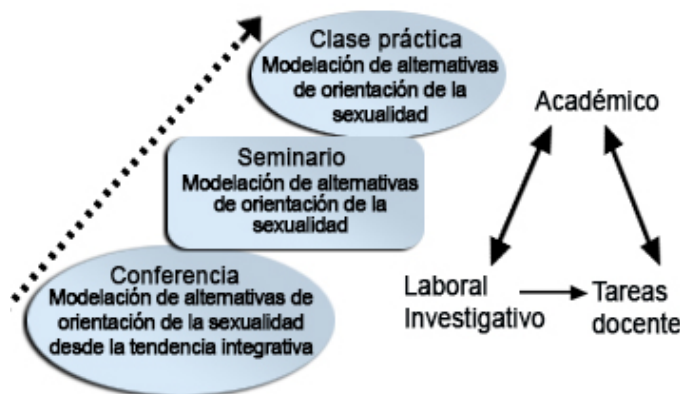 Clase práctica
Modelación de alternativas
de orientación de la
sexualidad
Seminario
Modelación de alternativas
de orientación de la
sexualidad
Conferencia
Modelación de alternativas de
orientación de la sexualidad
desde la tendencia integrativa
Académico
Laboral
Investigativo
Tareas
docente